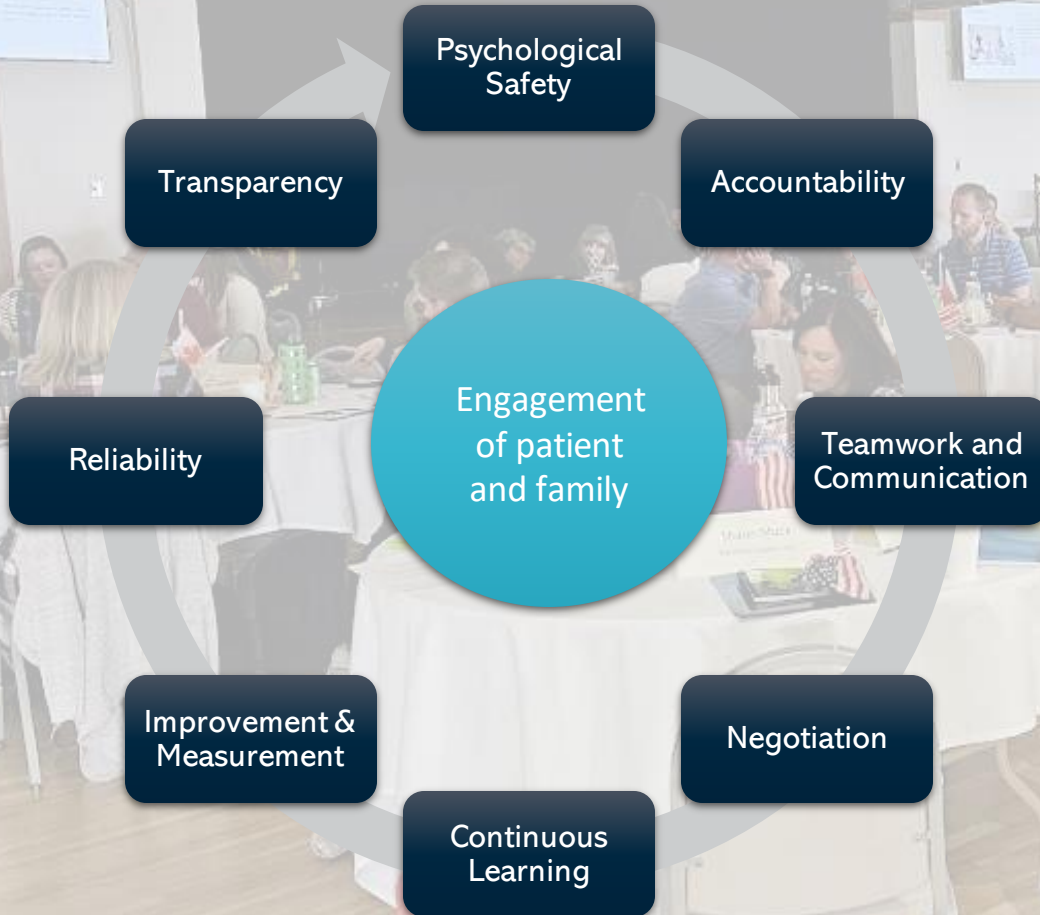 Psychological
Safety
Accountability
Teamwork and
Communication
Negotiation
Continuous
Learning
Improvement &
Measurement
Reliability
Transparency
Engagement
of patient
and family